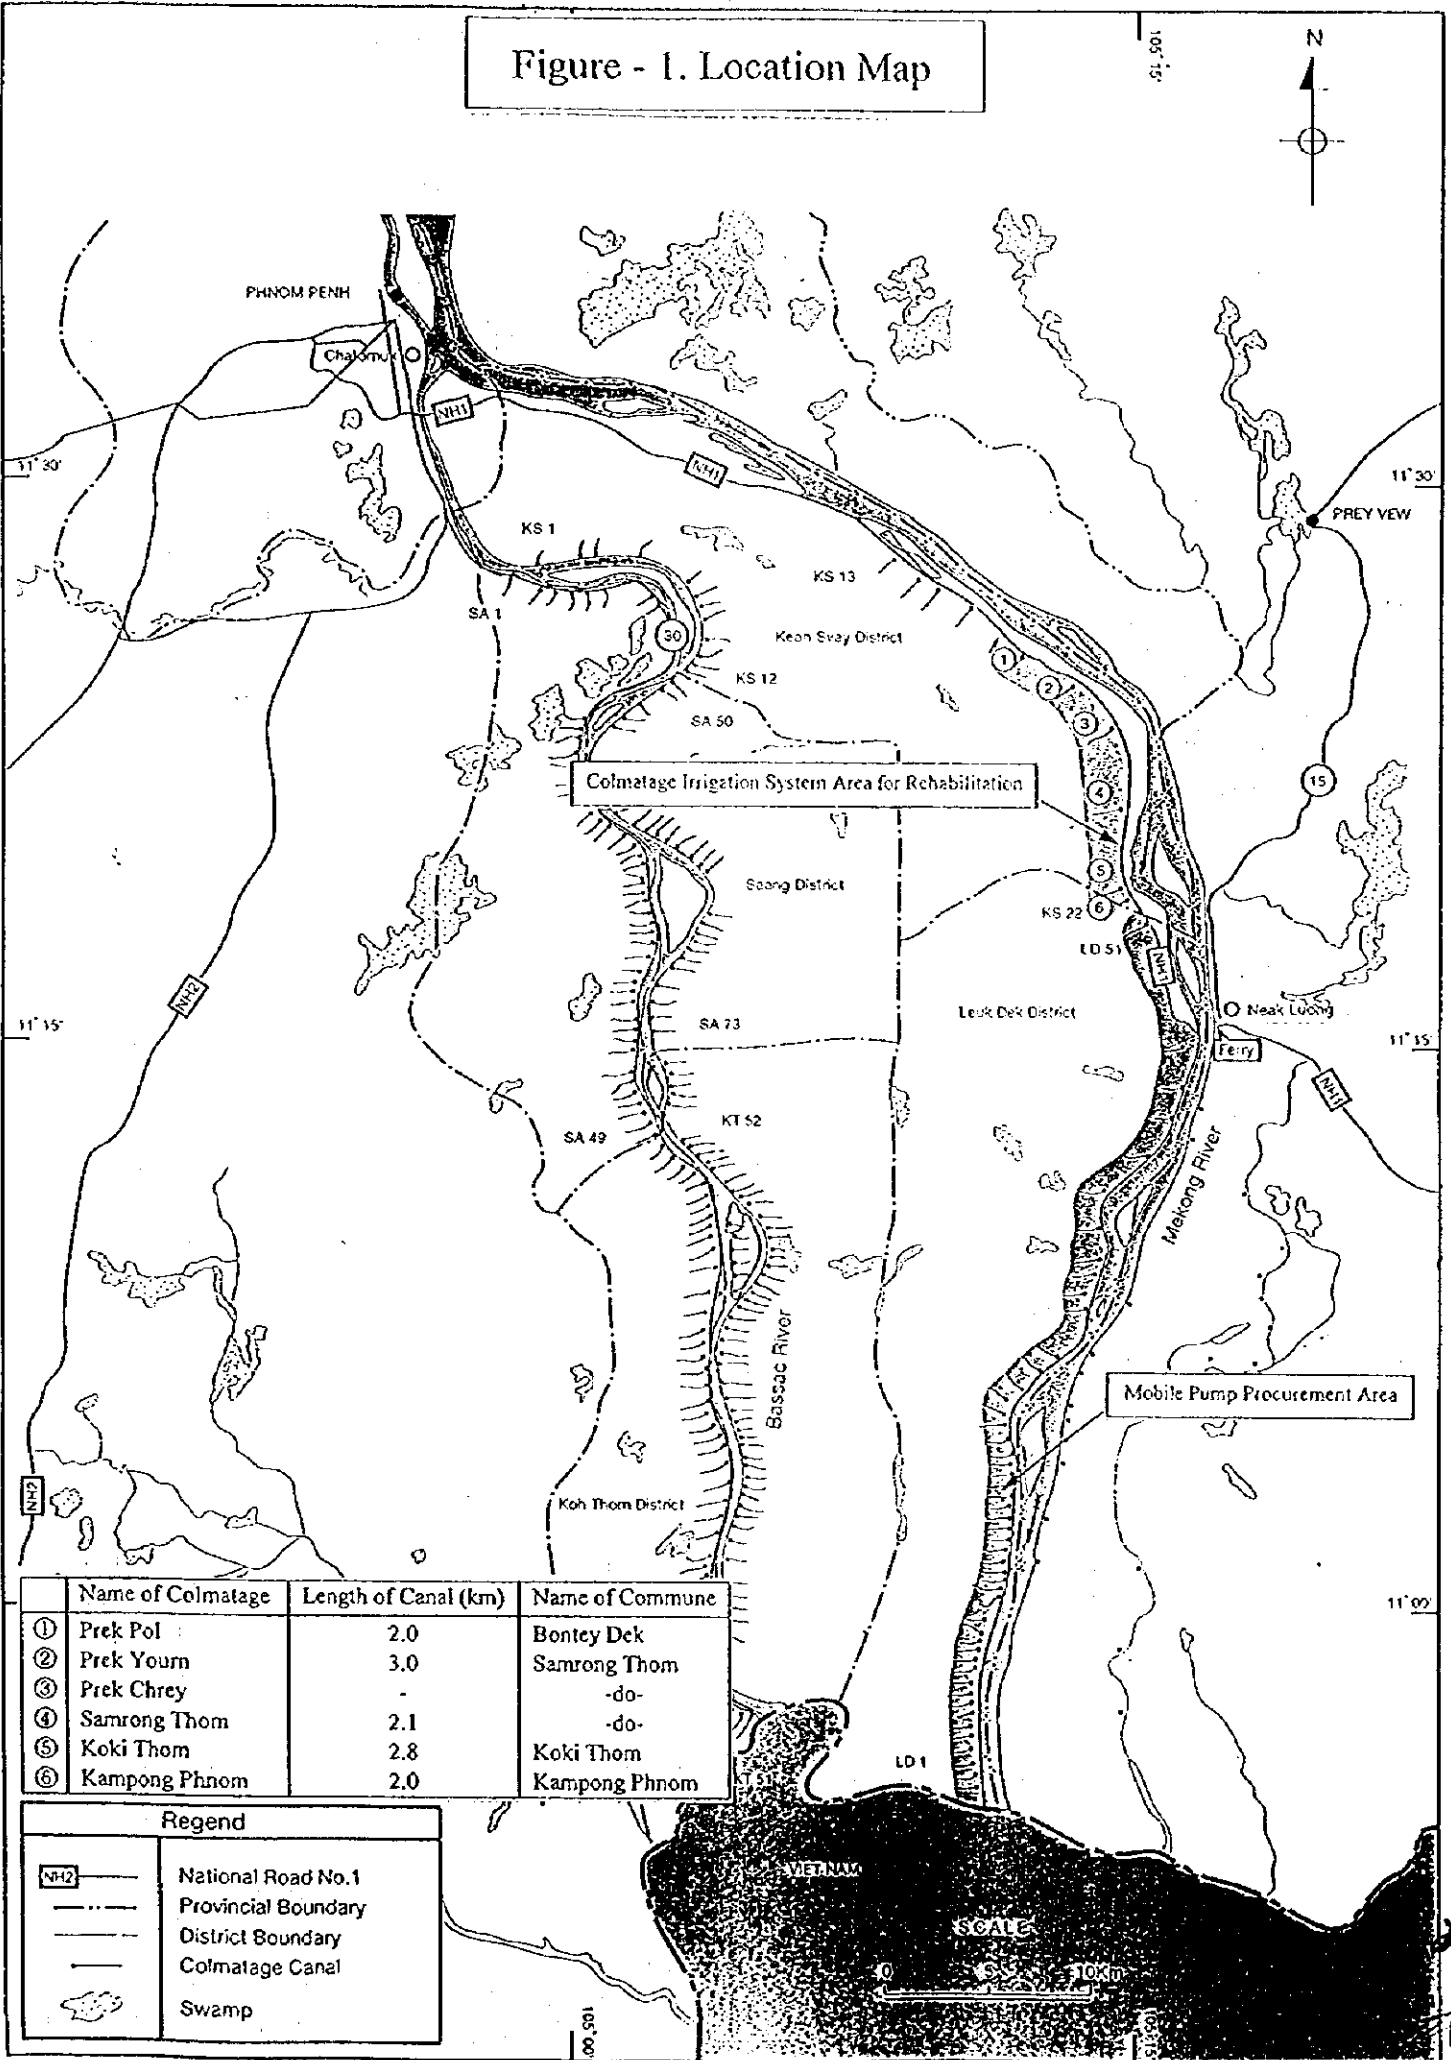 Figure - 1. Location Map
105°15'
N
PHNOM PENH
NH1
11°30'
NH1
11°30'
PREY VEW
KS 1
KS 13
SA 1
30
Kean Svay District
1
KS 12
2
SA 50
3
Colmatage Irrigation System Area for Rehabilitation
15
4
Saang District
5
KS 22
6
LD 51
NH1
NH2
Leuk Dek District
Neak Luong
SA 73
11°15'
11°15'
Ferry
NH1
KT 52
SA 49
Mekong River
Bassac River
Mobile Pump Procurement Area
Koh Thom District
11°00'
Name of Colmatage Length of Canal (km) Name of Commune
① Prek Pol 2.0 Bontey Dek
② Prek Yourn 3.0 Samrong Thom
③ Prek Chrey - -do-
④ Samrong Thom 2.1 -do-
⑤ Koki Thom 2.8 Koki Thom
⑥ Kampong Phnom 2.0 Kampong Phnom
KT 51
LD 1
Regend
NH2 National Road No.1
Provincial Boundary
District Boundary
Colmatage Canal
Swamp
VIET NAM
SCALE
0 5 10Km
105°00'